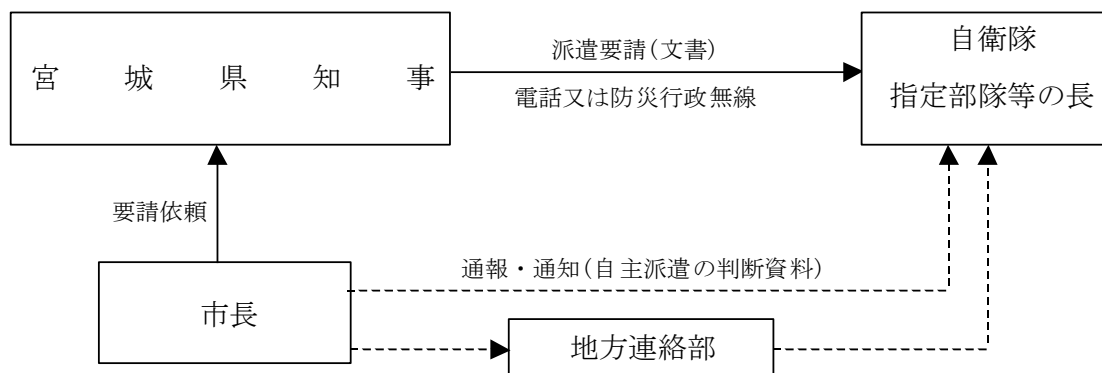 宮城県知事
派遣要請(文書)
電話又は防災行政無線
自衛隊
指定部隊等の長
要請依頼
通報・通知(自主派遣の判断資料)
市長
地方連絡部